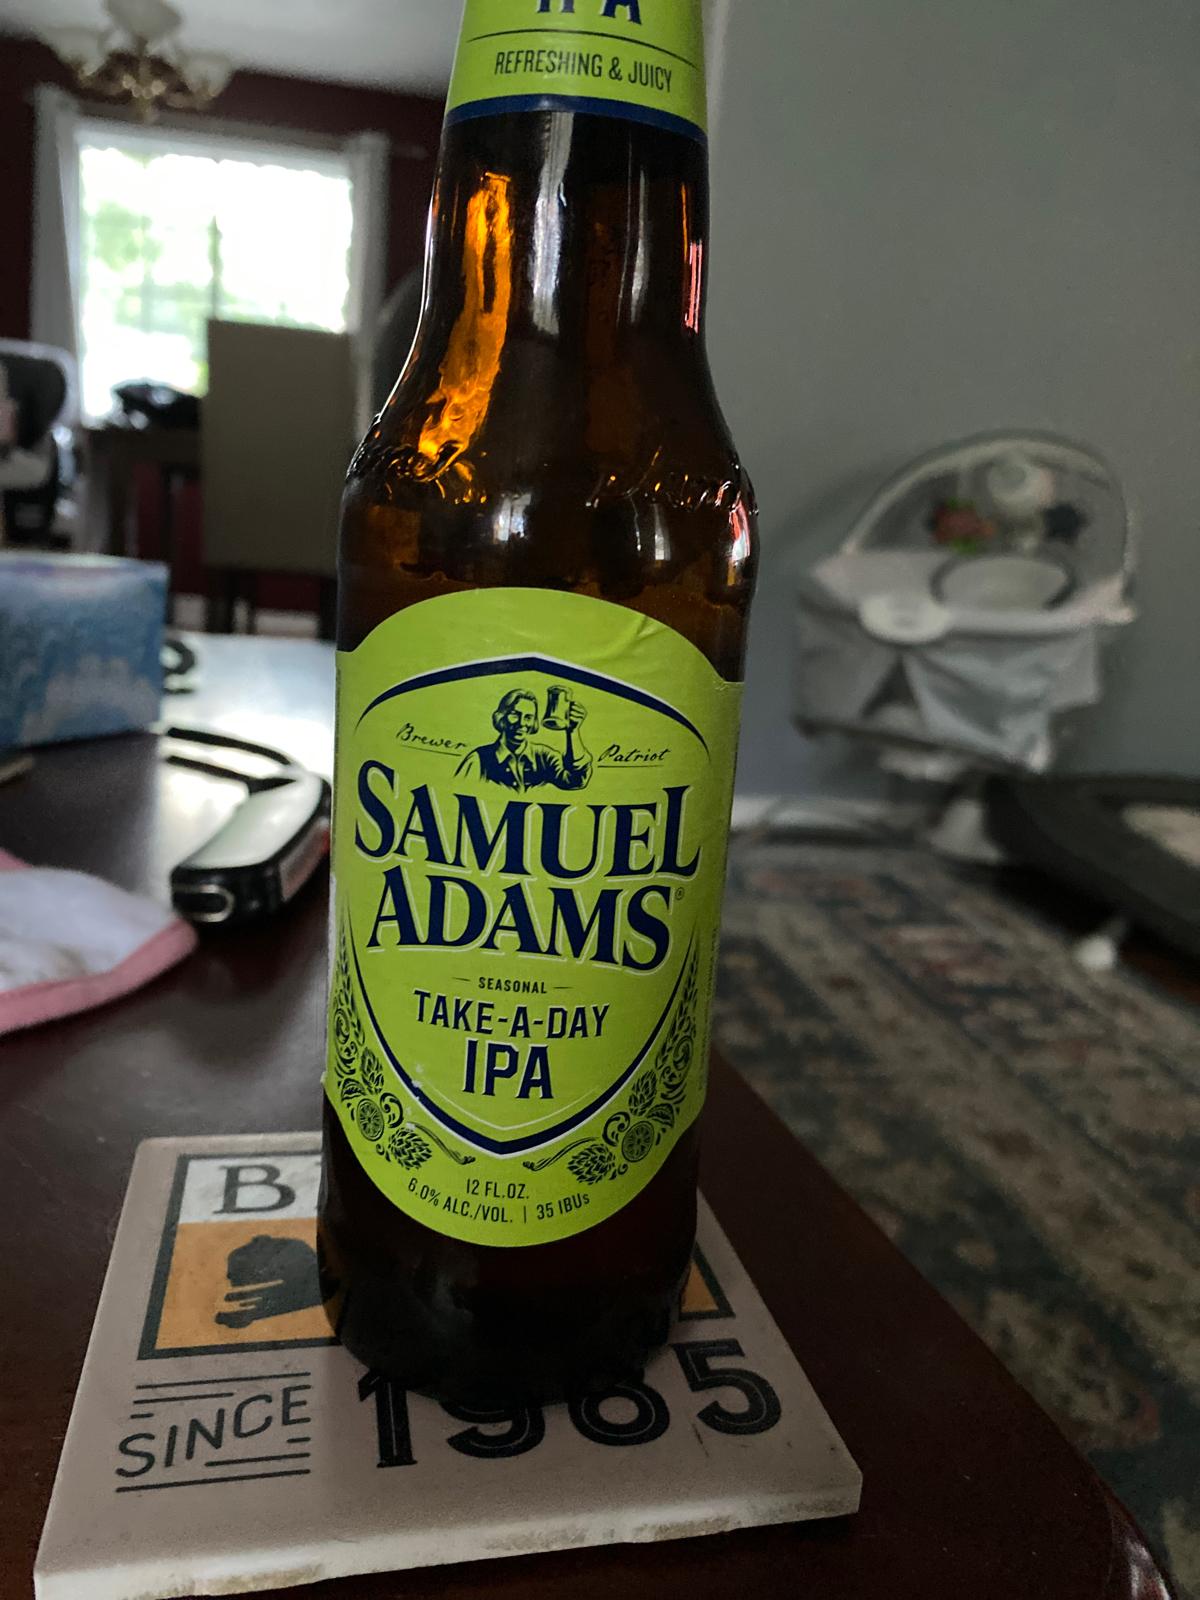 IPA
REFRESHING & JUICY
Brewer Patriot
SAMUEL
ADAMS®
SEASONAL
TAKE-A-DAY
IPA
12 FL.OZ.
6.0% ALC./VOL. | 35 IBUs
B
SINCE 1985